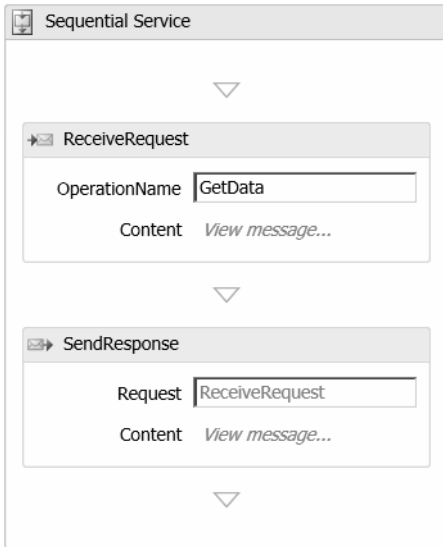 Sequential Service
ReceiveRequest
OperationName GetData
Content View message...
SendResponse
Request ReceiveRequest
Content View message...